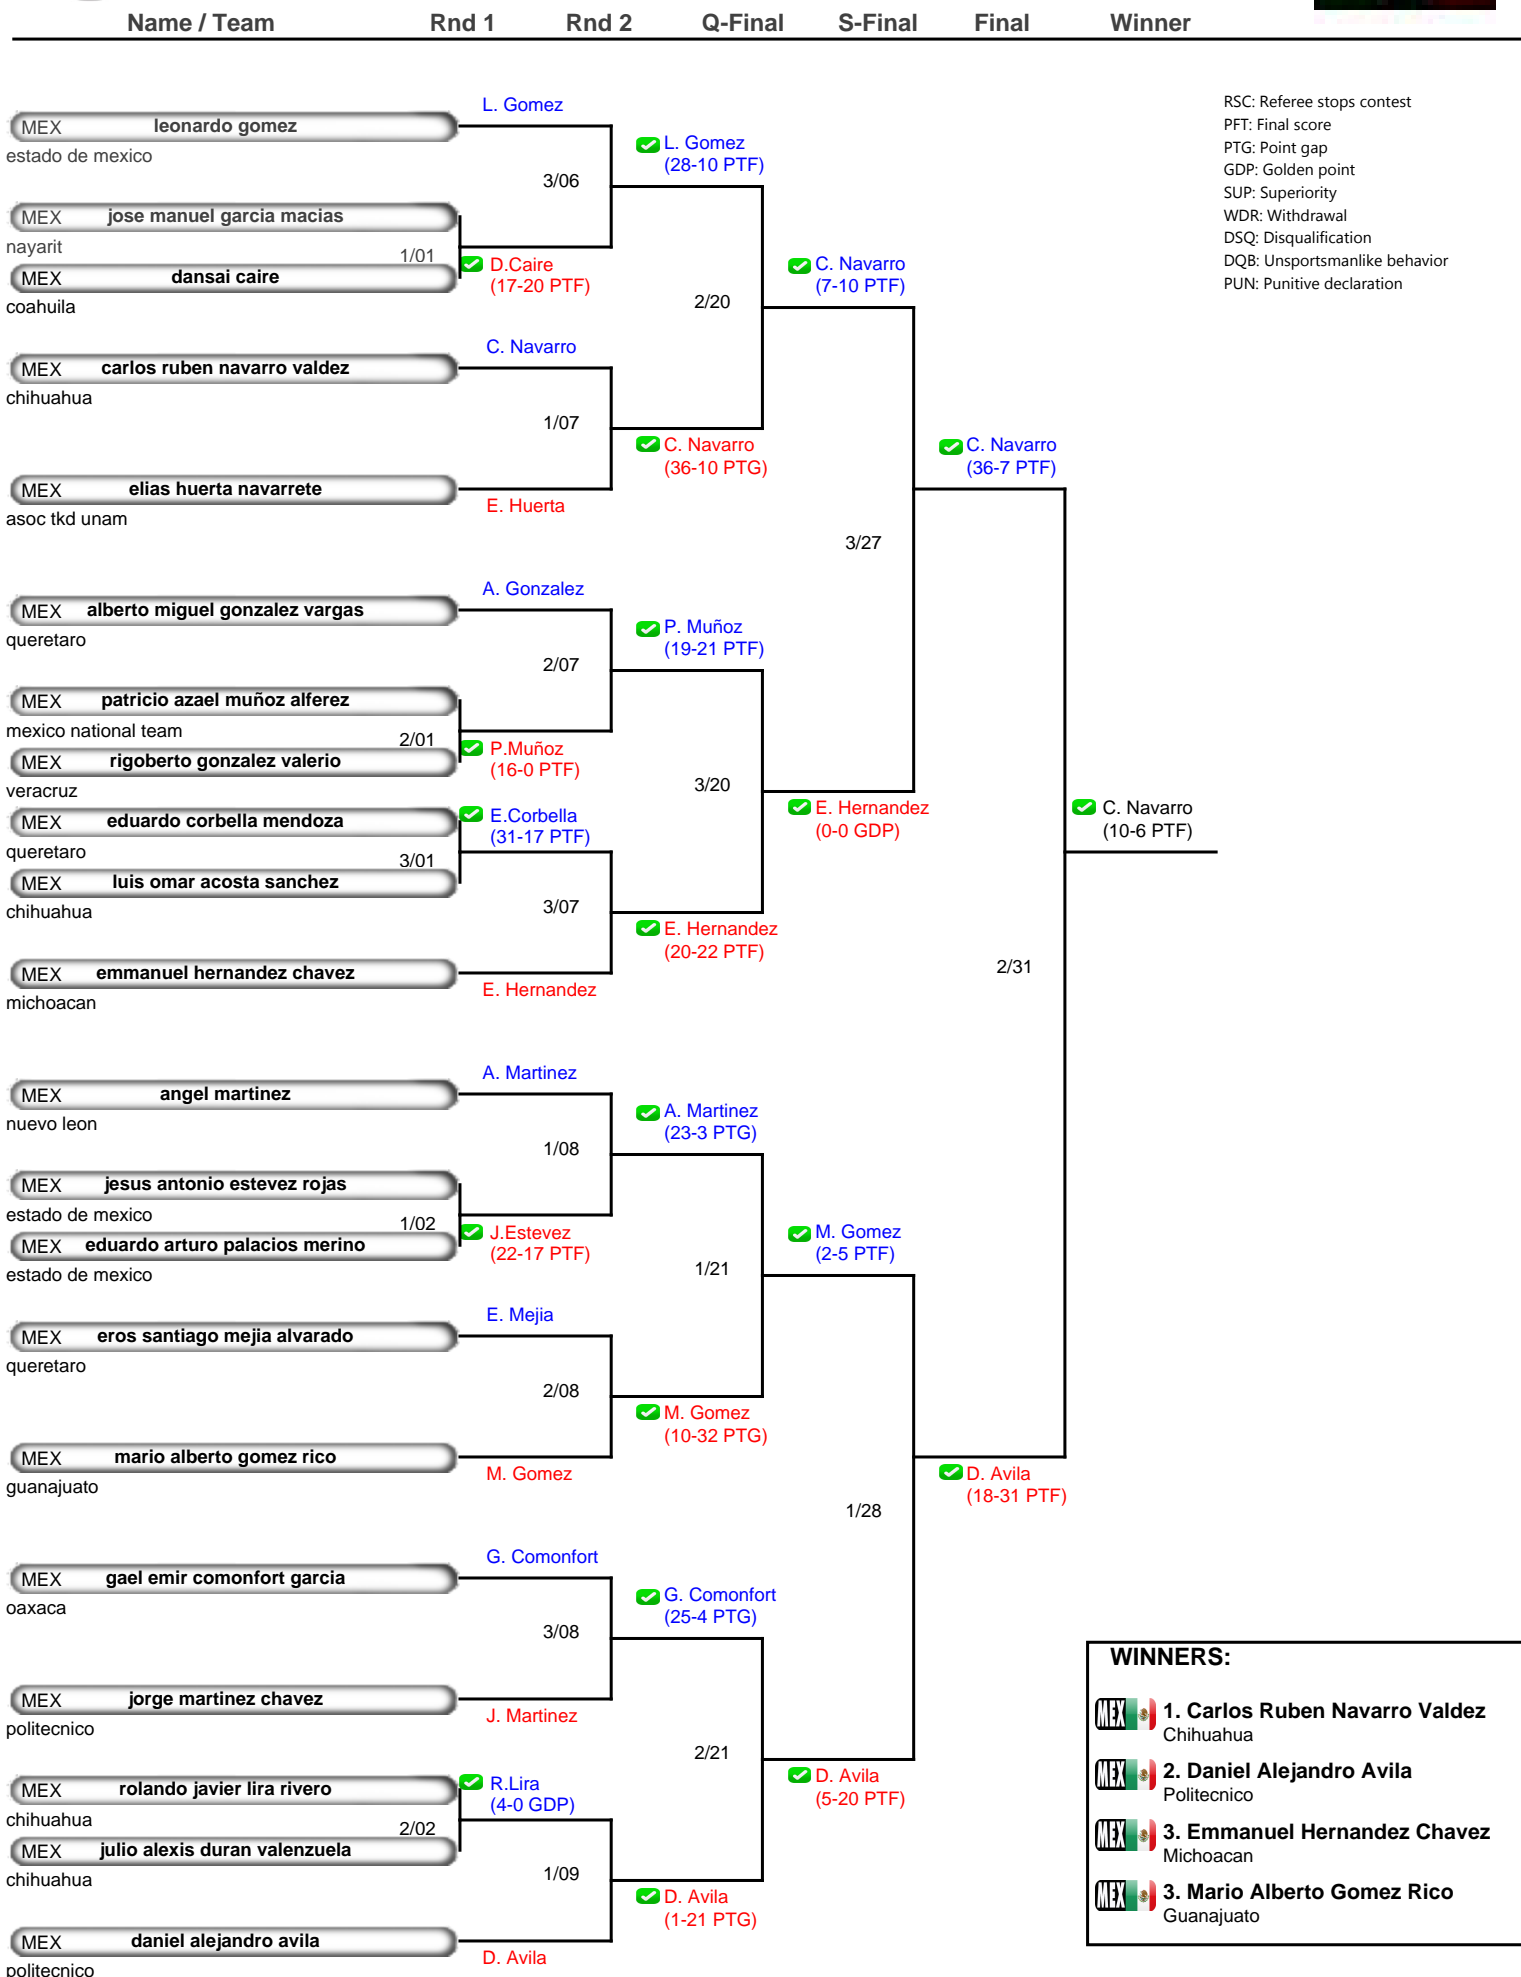 Name / Team Rnd 1 Rnd 2 Q-Final S-Final Final Winner
RSC: Referee stops contest
PFT: Final score
PTG: Point gap
GDP: Golden point
SUP: Superiority
WDR: Withdrawal
DSQ: Disqualification
DQB: Unsportsmanlike behavior
PUN: Punitive declaration
L. Gomez
MEX leonardo gomez
estado de mexico
L. Gomez
(28-10 PTF)
3/06
MEX jose manuel garcia macias
nayarit
1/01
MEX dansai caire
coahuila
D.Caire
(17-20 PTF)
C. Navarro
(7-10 PTF)
2/20
C. Navarro
MEX carlos ruben navarro valdez
chihuahua
1/07
C. Navarro
(36-10 PTG)
C. Navarro
(36-7 PTF)
MEX elias huerta navarrete
asoc tkd unam
E. Huerta
3/27
A. Gonzalez
MEX alberto miguel gonzalez vargas
queretaro
P. Muñoz
(19-21 PTF)
2/07
MEX patricio azael muñoz alferez
mexico national team
2/01
MEX rigoberto gonzalez valerio
veracruz
P.Muñoz
(16-0 PTF)
3/20
MEX eduardo corbella mendoza
queretaro
E.Corbella
(31-17 PTF)
E. Hernandez
(0-0 GDP)
C. Navarro
(10-6 PTF)
3/01
MEX luis omar acosta sanchez
chihuahua
3/07
E. Hernandez
(20-22 PTF)
MEX emmanuel hernandez chavez
michoacan
E. Hernandez
2/31
A. Martinez
MEX angel martinez
nuevo leon
A. Martinez
(23-3 PTG)
1/08
MEX jesus antonio estevez rojas
estado de mexico
1/02
MEX eduardo arturo palacios merino
estado de mexico
J.Estevez
(22-17 PTF)
M. Gomez
(2-5 PTF)
1/21
E. Mejia
MEX eros santiago mejia alvarado
queretaro
2/08
M. Gomez
(10-32 PTG)
MEX mario alberto gomez rico
guanajuato
M. Gomez
D. Avila
(18-31 PTF)
1/28
G. Comonfort
MEX gael emir comonfort garcia
oaxaca
G. Comonfort
(25-4 PTG)
3/08
MEX jorge martinez chavez
politecnico
J. Martinez
2/21
MEX rolando javier lira rivero
chihuahua
R.Lira
(4-0 GDP)
D. Avila
(5-20 PTF)
2/02
MEX julio alexis duran valenzuela
chihuahua
1/09
D. Avila
(1-21 PTG)
MEX daniel alejandro avila
politecnico
D. Avila
WINNERS:
MEX 1. Carlos Ruben Navarro Valdez
Chihuahua
MEX 2. Daniel Alejandro Avila
Politecnico
MEX 3. Emmanuel Hernandez Chavez
Michoacan
MEX 3. Mario Alberto Gomez Rico
Guanajuato